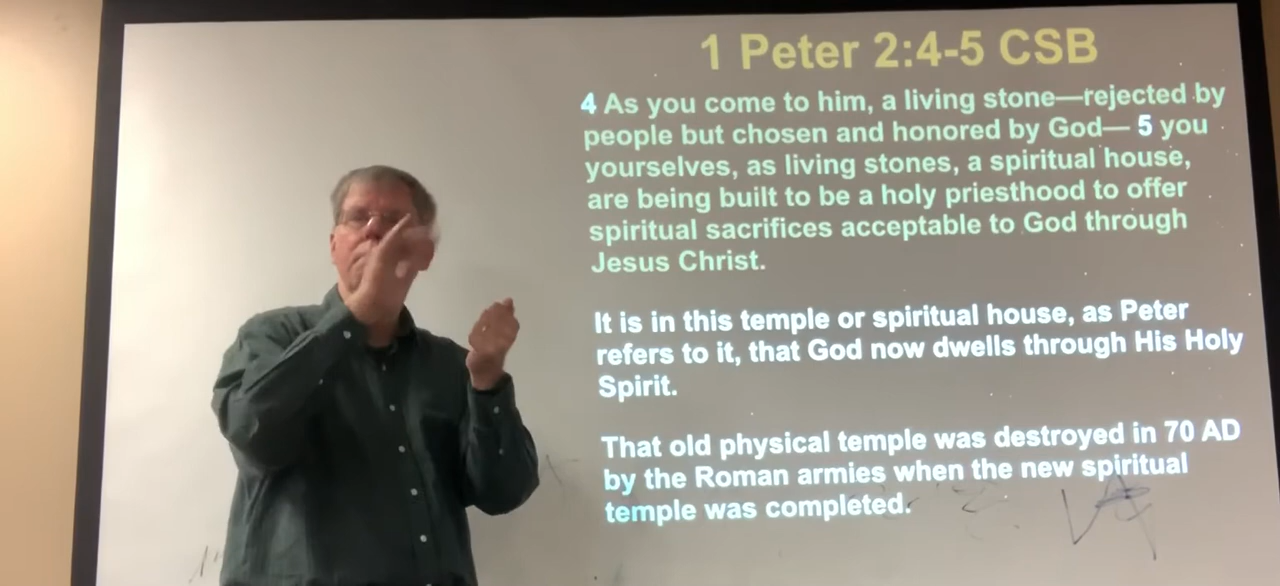 1 Peter 2:4-5 CSB
4 As you come to him, a living stone—rejected by
people but chosen and honored by God— 5 you
yourselves, as living stones, a spiritual house,
are being built to be a holy priesthood to offer
spiritual sacrifices acceptable to God through
Jesus Christ.
It is in this temple or spiritual house, as Peter
refers to it, that God now dwells through His Holy
Spirit.
That old physical temple was destroyed in 70 AD
by the Roman armies when the new spiritual
temple was completed.